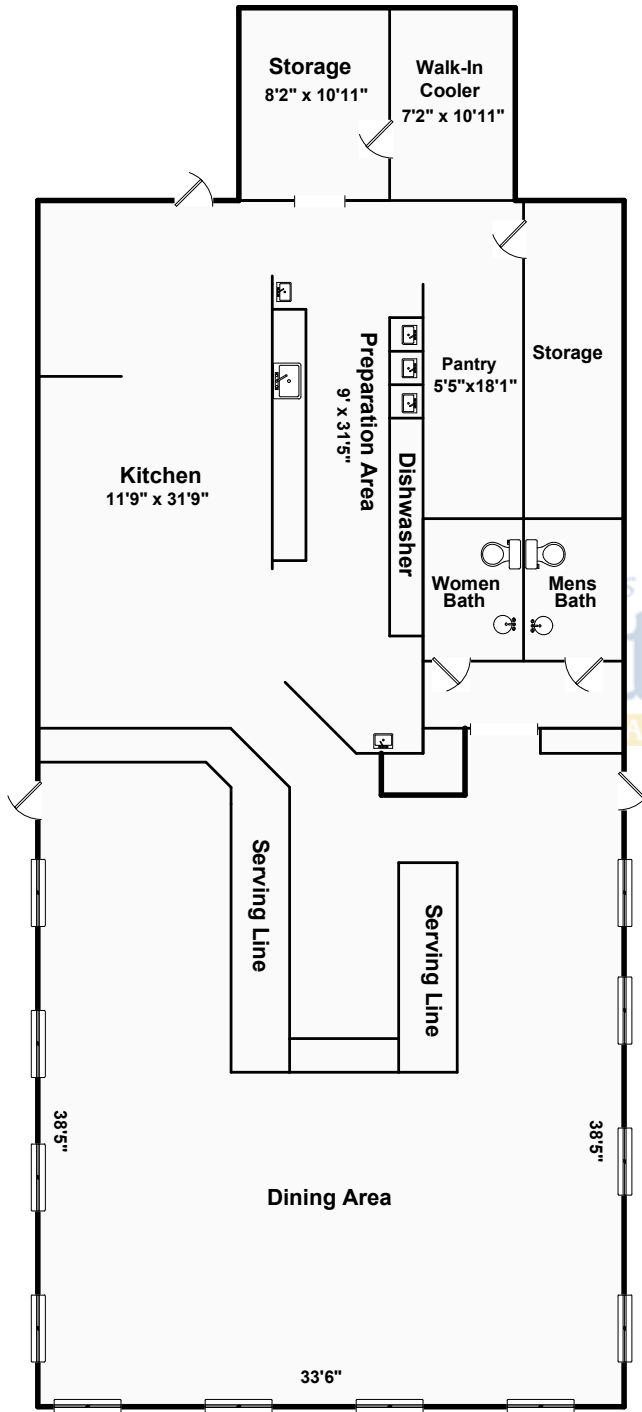 Storage
8'2" x 10'11"
Walk-In
Cooler
7'2" x 10'11"
Preparation Area
9' x 31'5"
Pantry
5'5"x18'1"
Storage
Kitchen
11'9" x 31'9"
Dishwasher
Women
Bath
Mens
Bath
Serving Line
Serving Line
38'5"
38'5"
Dining Area
33'6"